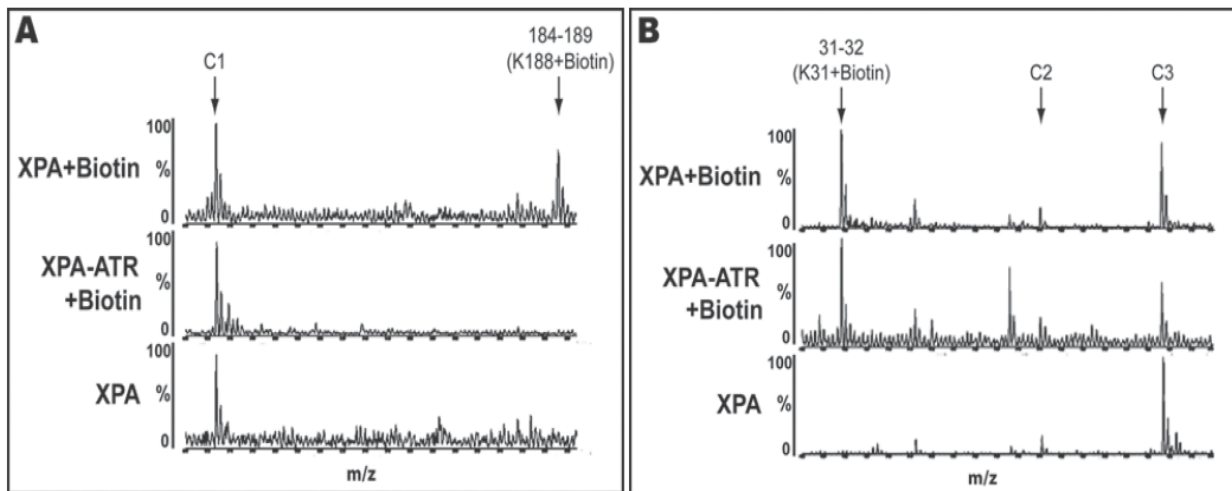 A
184-189
C1
(K188+Biotin)
100
XPA+Biotin
%
0
100
XPA-ATR
+Biotin
%
0
100
XPA
%
0
m/z
B
31-32
(K31+Biotin)
C2
C3
100
XPA+Biotin
%
0
100
XPA-ATR
+Biotin
%
0
100
XPA
%
0
m/z